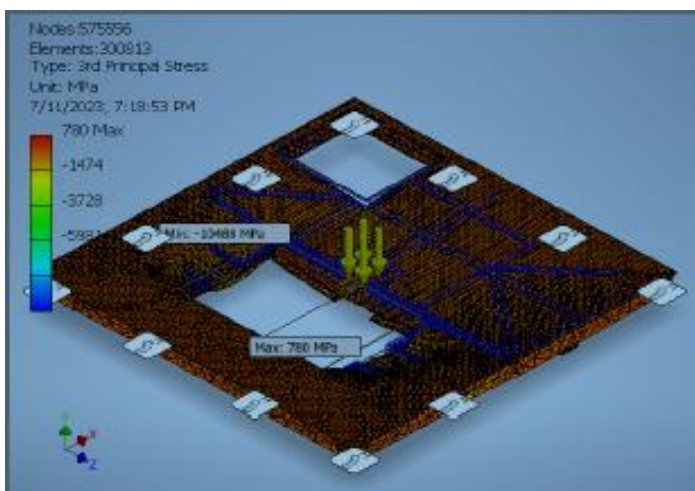 Nodes:575556
Elements:300813
Type: 3rd Principal Stress
Unit: MPa
7/11/2023, 7:18:53 PM
780 Max
-1474
-3728
Min: -10488 MPa
Max: 780 MPa
X
Z